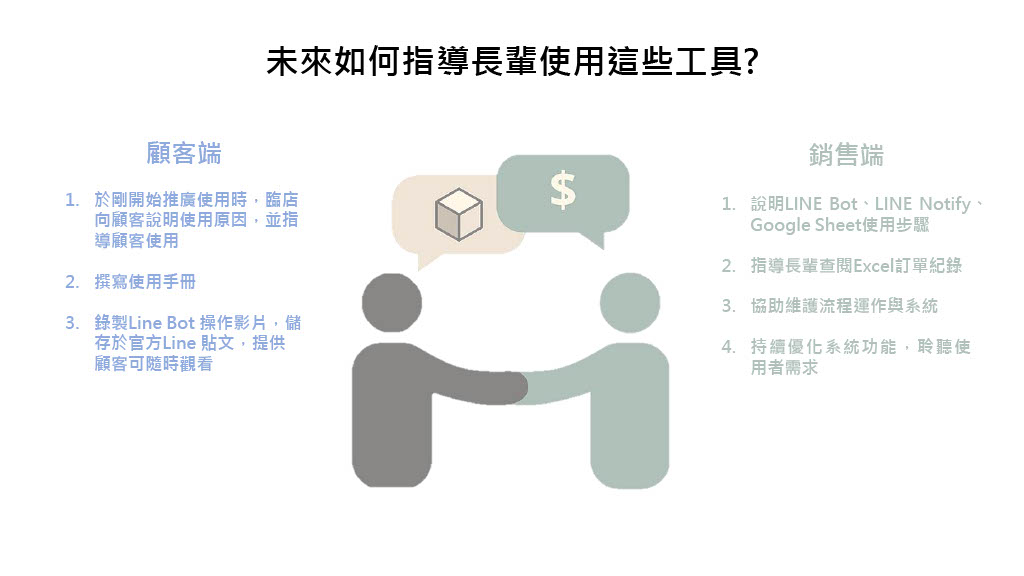 未來如何指導長輩使用這些工具?
顧客端
1. 於剛開始推廣使用時，臨店
向顧客說明使用原因，並指
導顧客使用
2. 撰寫使用手冊
3. 錄製Line Bot 操作影片，儲
存於官方Line 貼文，提供
顧客可隨時觀看
$
銷售端
1. 說明LINE Bot、LINE Notify、
Google Sheet使用步驟
2. 指導長輩查閱Excel訂單紀錄
3. 協助維護流程運作與系統
4. 持續優化系統功能，聆聽使
用者需求